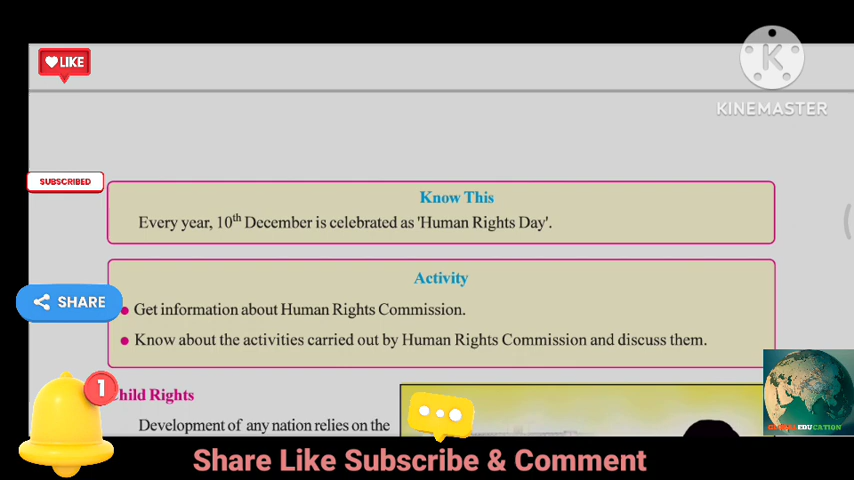 LIKE
KINEMASTER
SUBSCRIBED
Know This
Every year, 10th December is celebrated as 'Human Rights Day'.
Activity
SHARE
● Get information about Human Rights Commission.
● Know about the activities carried out by Human Rights Commission and discuss them.
1
hild Rights
Development of any nation relies on the
EDUCATION
Share Like Subscribe & Comment